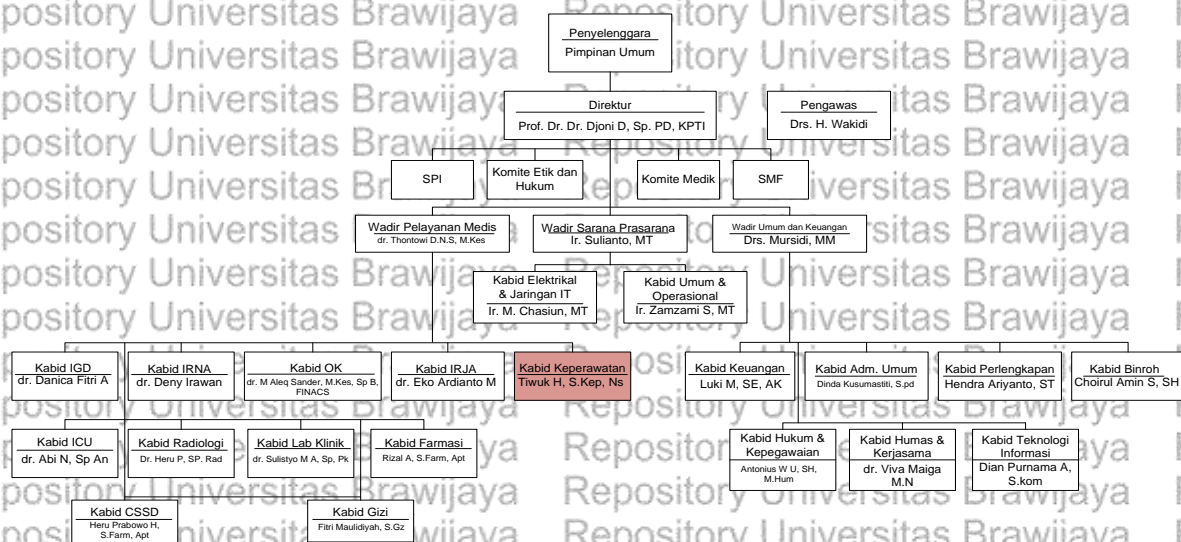 Penyelenggara
Pimpinan Umum
Direktur
Prof. Dr. Dr. Djoni D, Sp. PD, KPTI
Pengawas
Drs. H. Wakidi
SPI
Komite Etik dan
Hukum
Komite Medik
SMF
Wadir Pelayanan Medis
dr. Thontowi D.N.S, M.Kes
Wadir Sarana Prasarana
Ir. Sulianto, MT
Wadir Umum dan Keuangan
Drs. Mursidi, MM
Kabid Elektrikal
& Jaringan IT
Ir. M. Chasiun, MT
Kabid Umum &
Operasional
Ir. Zamzami S, MT
Kabid IGD
dr. Danica Fitri A
Kabid IRNA
dr. Deny Irawan
Kabid OK
dr. M Aleq Sander, M.Kes, Sp B,
FINACS
Kabid IRJA
dr. Eko Ardianto M
Kabid Keperawatan
Tiwuk H, S.Kep, Ns
Kabid Keuangan
Luki M, SE, AK
Kabid Adm. Umum
Dinda Kusumastiti, S.pd
Kabid Perlengkapan
Hendra Ariyanto, ST
Kabid Binroh
Choirul Amin S, SH
Kabid ICU
dr. Abi N, Sp An
Kabid Radiologi
Dr. Heru P, SP. Rad
Kabid Lab Klinik
dr. Sulistyo M A, Sp, Pk
Kabid Farmasi
Rizal A, S.Farm, Apt
Kabid Hukum &
Kepegawaian
Antonius W U, SH,
M.Hum
Kabid Humas &
Kerjasama
dr. Viva Maiga
M.N
Kabid Teknologi
Informasi
Dian Purnama A,
S.kom
Kabid CSSD
Heru Prabowo H,
S.Farm, Apt
Kabid Gizi
Fitri Maulidiyah, S.Gz